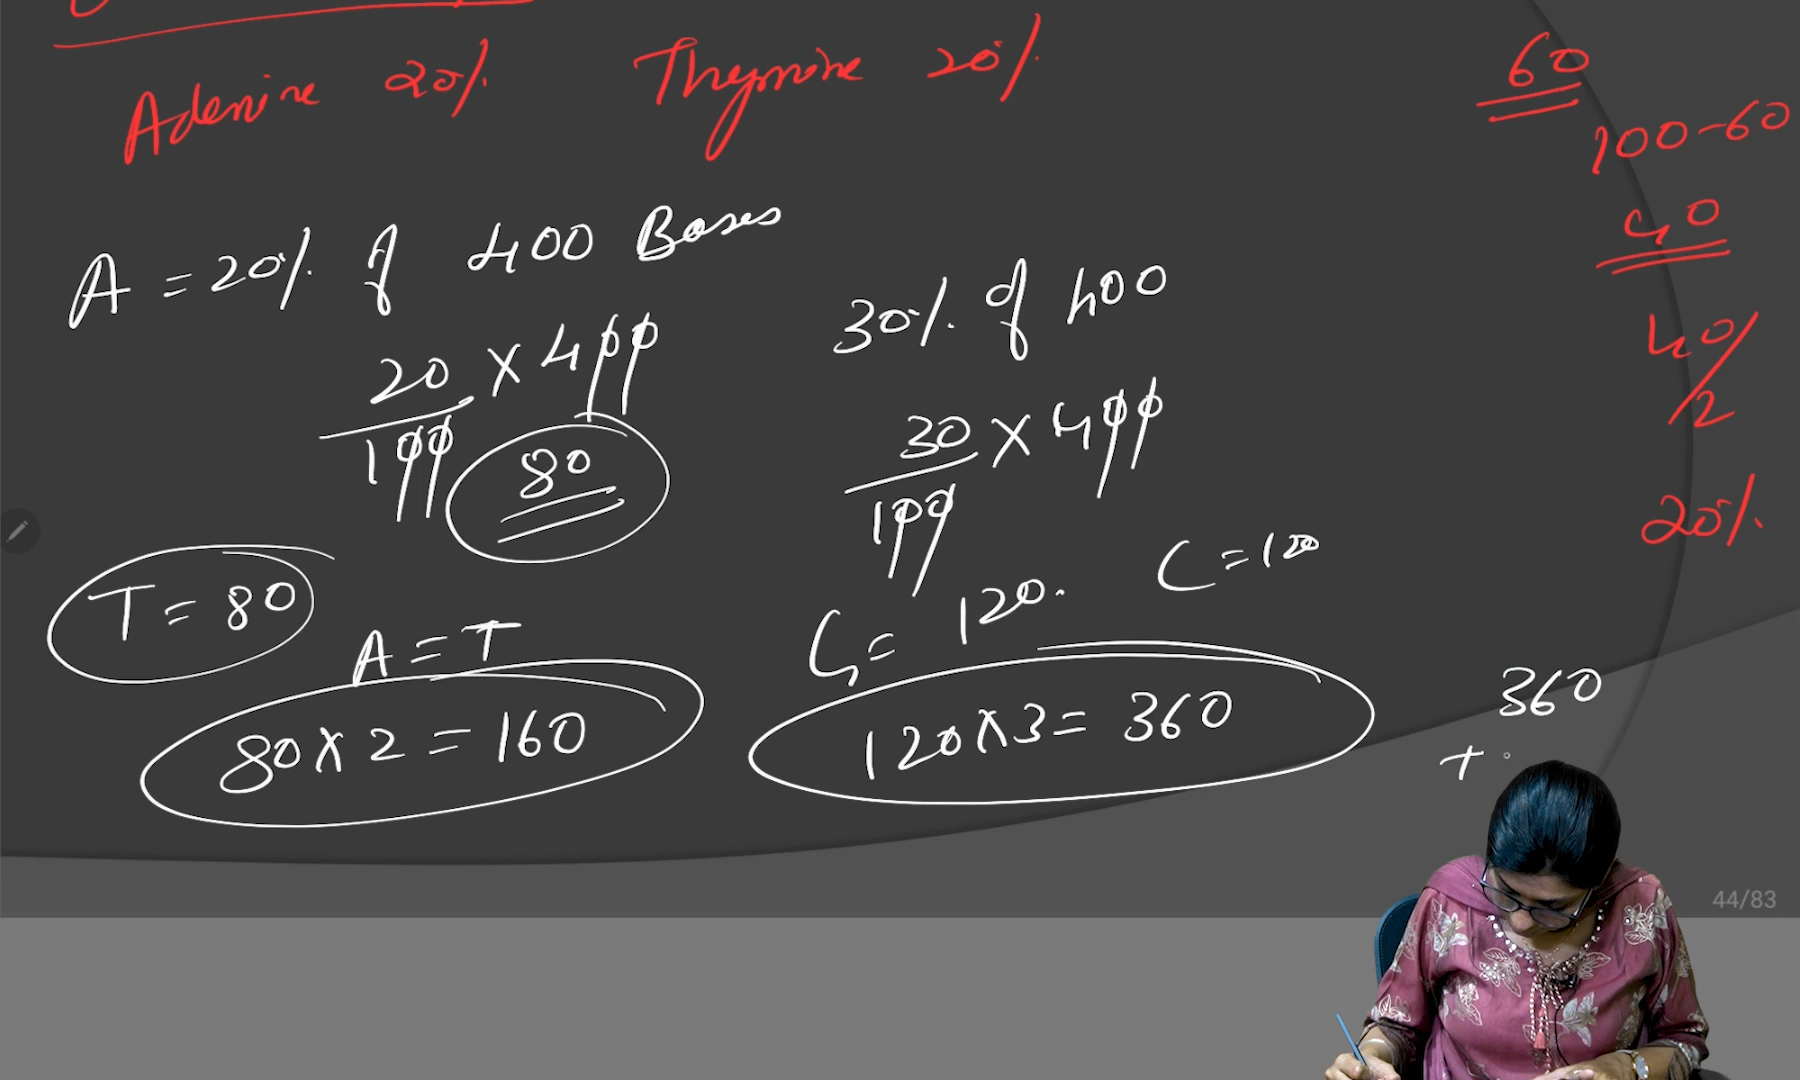 Adenine 20% Thymine 20%
60
100-60
40
40/2
20%
A = 20% of 400 Bases
20/100 × 400
80
T = 80
A = T
80 × 2 = 160
30% of 400
30/100 × 400
G = 120.
C = 120
120 × 3 = 360
360
+
44/83